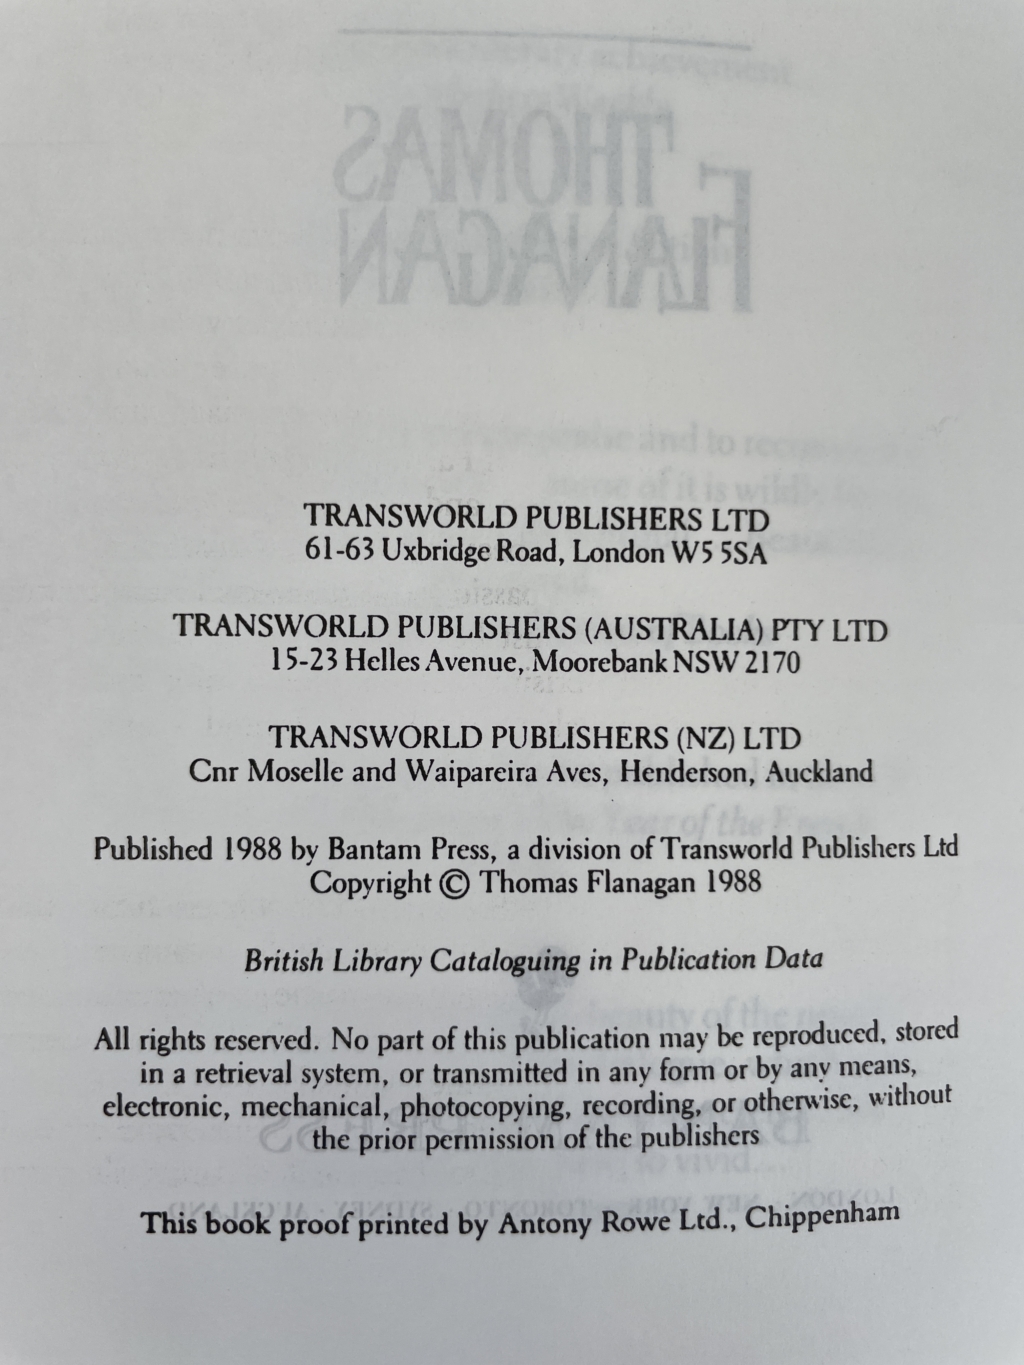 THOMAS
FLANAGAN
TRANSWORLD PUBLISHERS LTD
61-63 Uxbridge Road, London W5 5SA
TRANSWORLD PUBLISHERS (AUSTRALIA) PTY LTD
15-23 Helles Avenue, Moorebank NSW 2170
TRANSWORLD PUBLISHERS (NZ) LTD
Cnr Moselle and Waipareira Aves, Henderson, Auckland
Published 1988 by Bantam Press, a division of Transworld Publishers Ltd
Copyright © Thomas Flanagan 1988
British Library Cataloguing in Publication Data
All rights reserved. No part of this publication may be reproduced, stored
in a retrieval system, or transmitted in any form or by any means,
electronic, mechanical, photocopying, recording, or otherwise, without
the prior permission of the publishers
This book proof printed by Antony Rowe Ltd., Chippenham